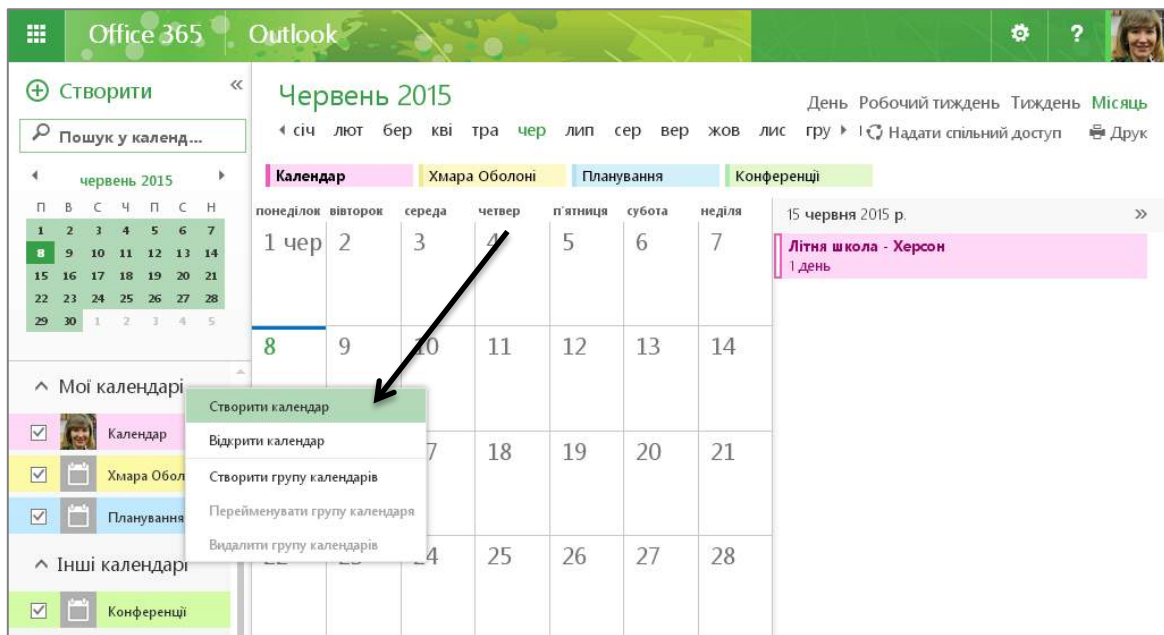 Office 365 Outlook ?
Створити «
Пошук у календ...
червень 2015
П В С Ч П С Н
1 2 3 4 5 6 7
8 9 10 11 12 13 14
15 16 17 18 19 20 21
22 23 24 25 26 27 28
29 30 1 2 3 4 5
Мої календарі
Календар
Хмара Обол
Планування
Інші календарі
Конференції
Червень 2015
День Робочий тиждень Тиждень Місяць
січ лют бер кві тра чер лип сер вер жов лис гру
Надати спільний доступ Друк
Календар Хмара Оболоні Планування Конференції
понеділок вівторок середа четвер п'ятниця субота неділя
1 чер 2 3 4 5 6 7
8 9 10 11 12 13 14
7 18 19 20 21
22 23 24 25 26 27 28
Створити календар
Відкрити календар
Створити групу календарів
Перейменувати групу календаря
Видалити групу календарів
15 червня 2015 р. »
Літня школа - Херсон
1 день